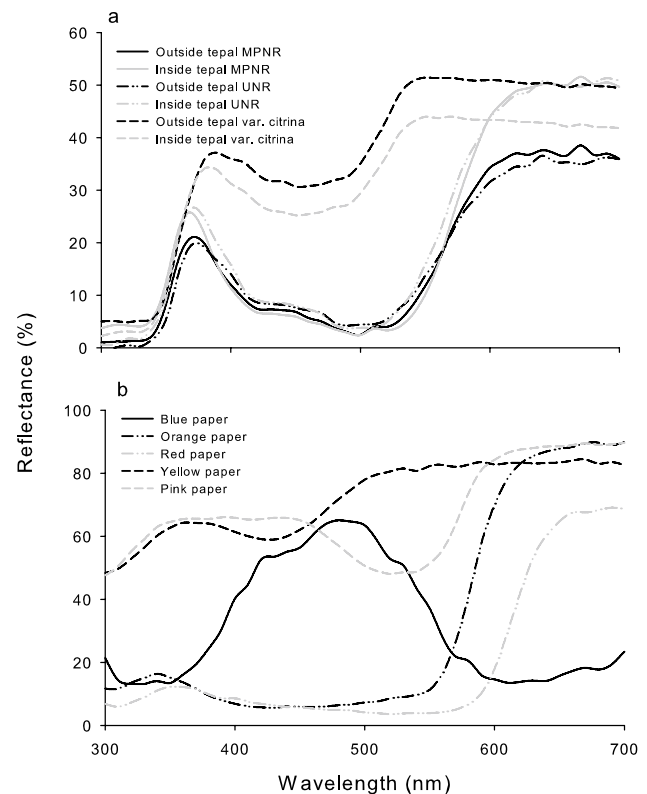 a
60
50
40
30
20
10
0
Outside tepal MPNR
Inside tepal MPNR
Outside tepal UNR
Inside tepal UNR
Outside tepal var. citrina
Inside tepal var. citrina
Reflectance (%)
b
100
80
60
40
20
0
Blue paper
Orange paper
Red paper
Yellow paper
Pink paper
300 400 500 600 700
Wavelength (nm)